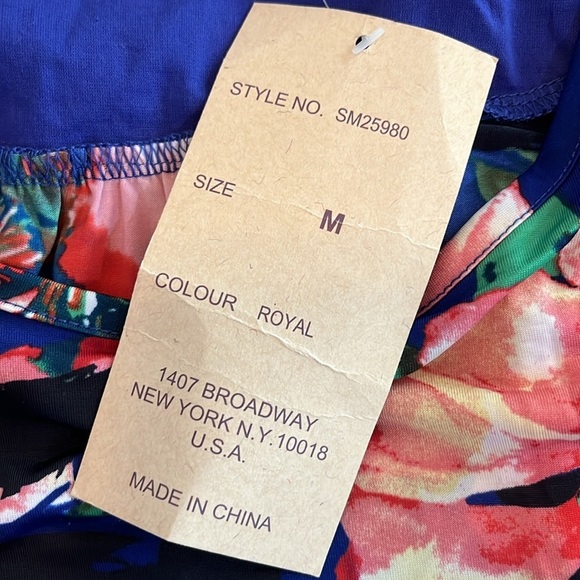 STYLE NO. SM25980
SIZE M
COLOUR ROYAL
1407 BROADWAY
NEW YORK N.Y.10018
U.S.A.
MADE IN CHINA